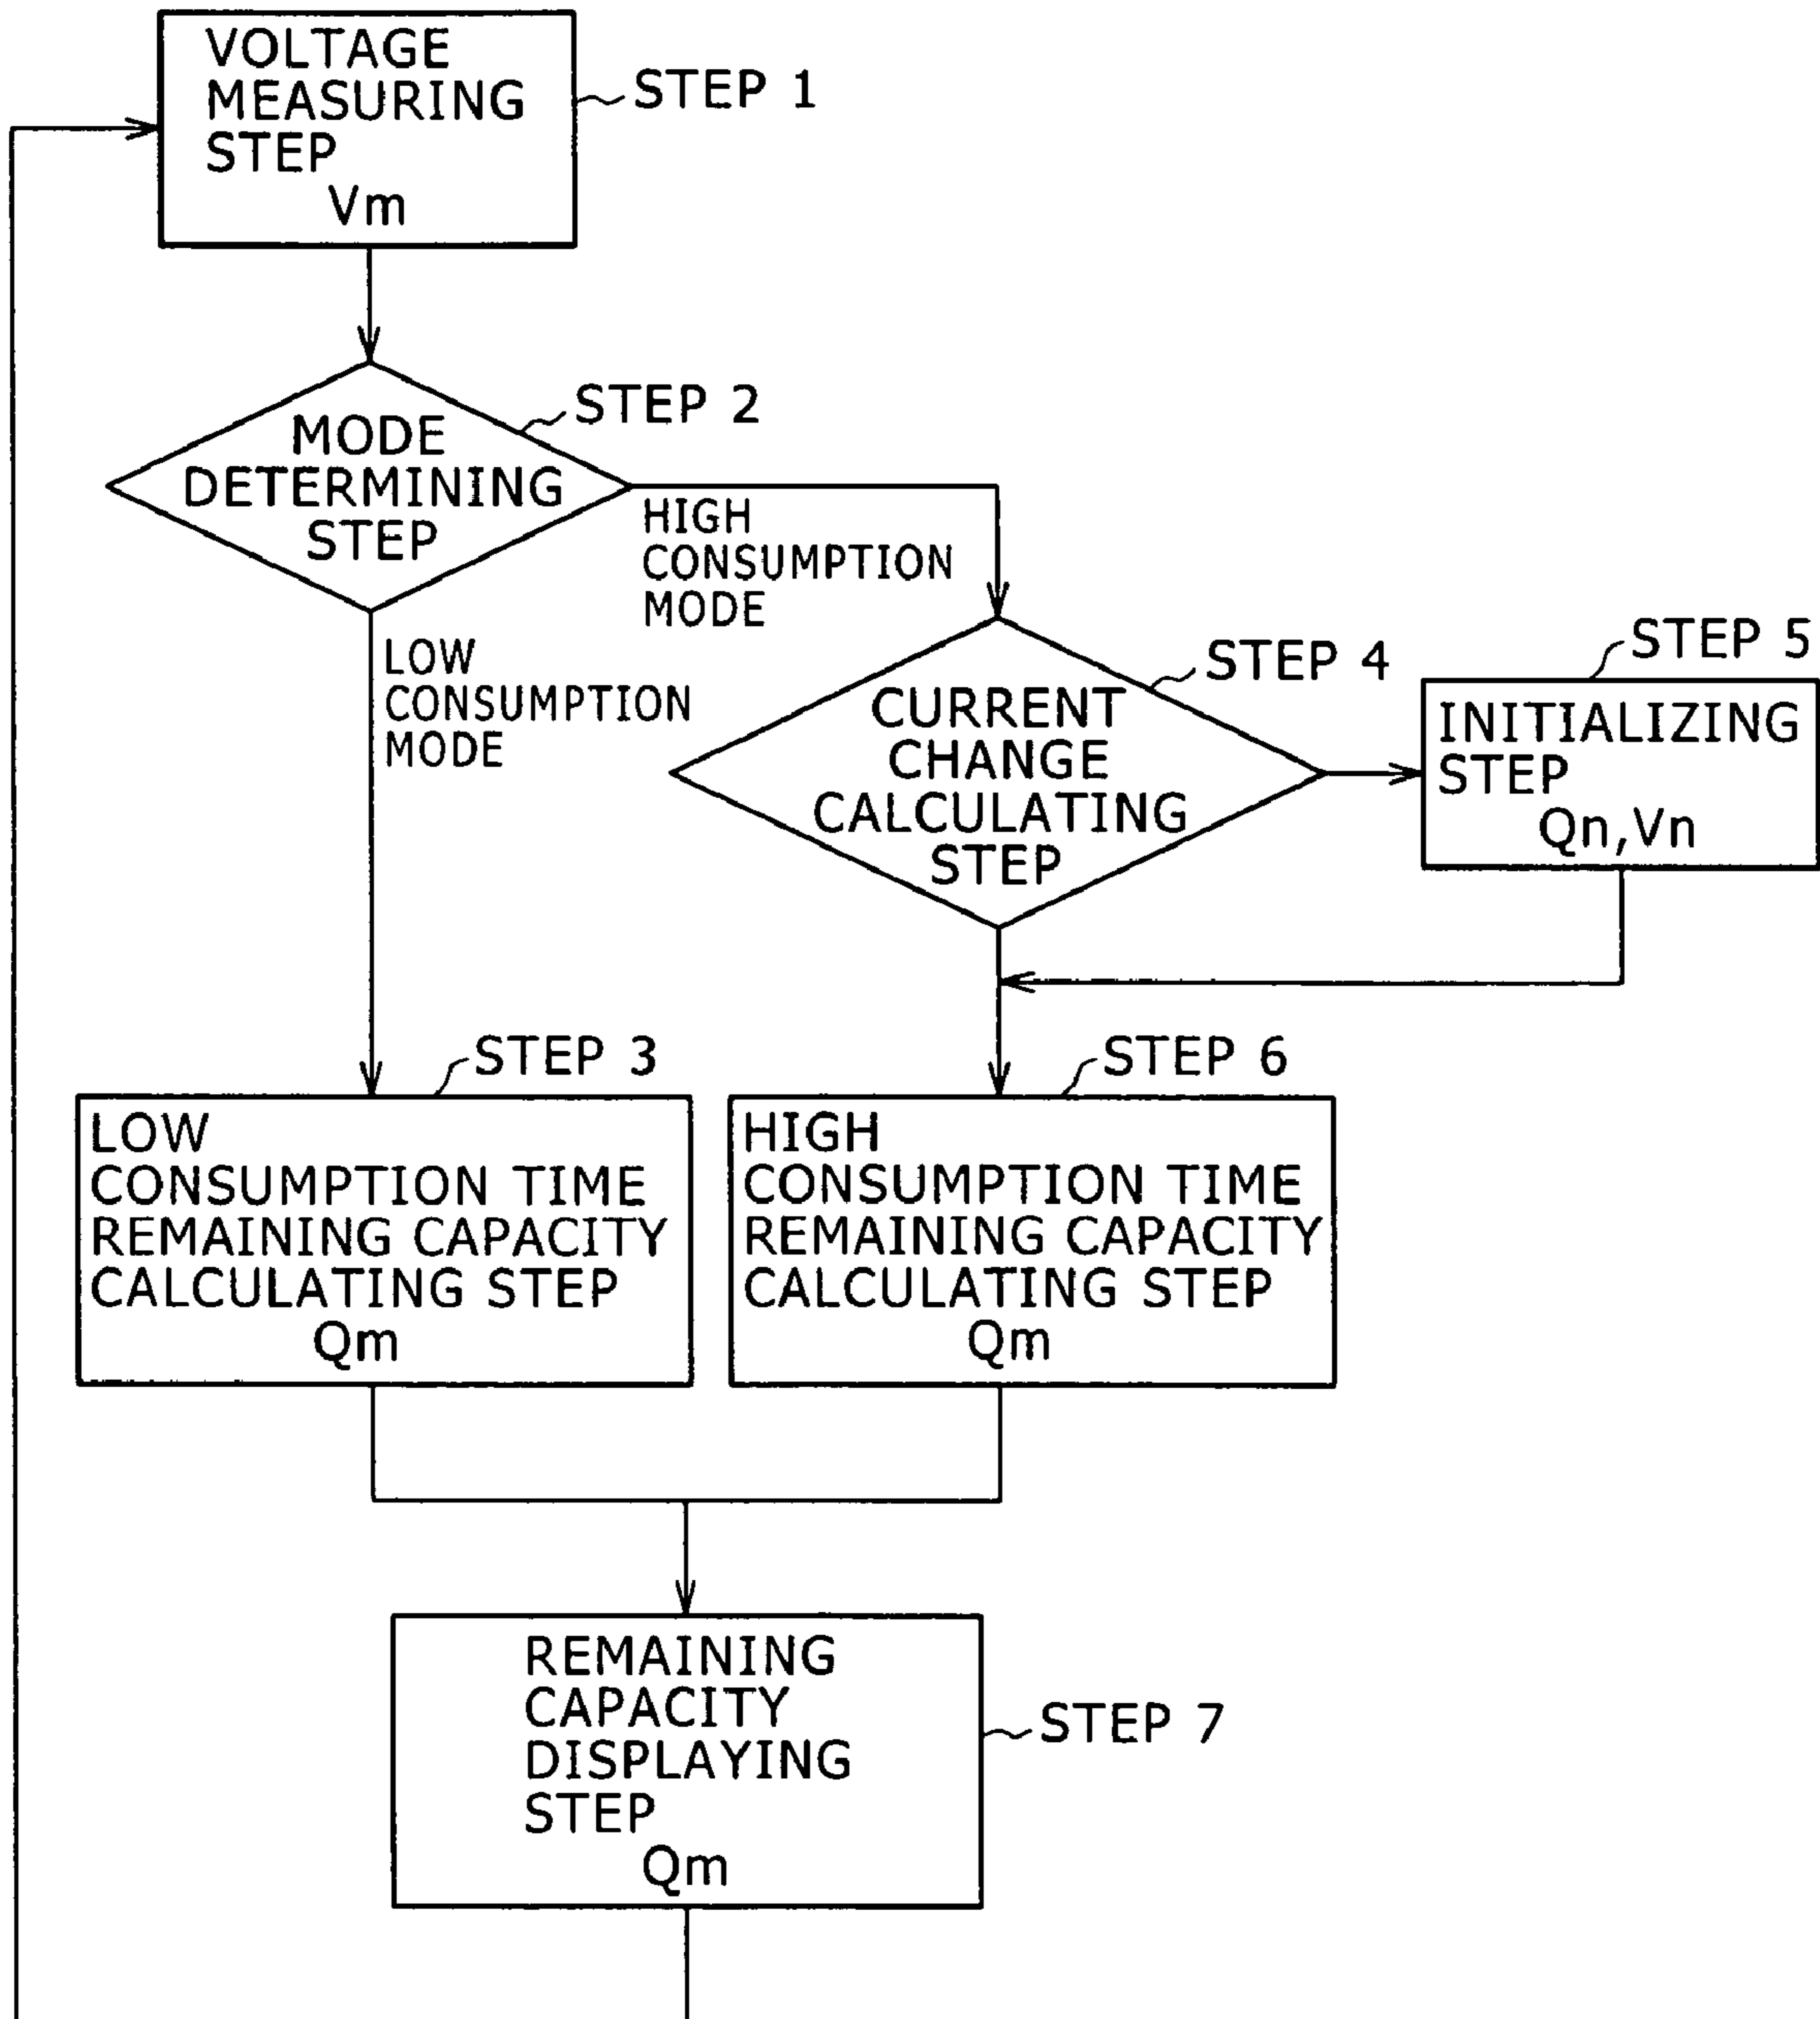 VOLTAGE
MEASURING
STEP
Vm
STEP 1
MODE
DETERMINING
STEP
STEP 2
HIGH
CONSUMPTION
MODE
LOW
CONSUMPTION
MODE
CURRENT
CHANGE
CALCULATING
STEP
STEP 4
INITIALIZING
STEP
Qn,Vn
STEP 5
LOW
CONSUMPTION TIME
REMAINING CAPACITY
CALCULATING STEP
Qm
STEP 3
HIGH
CONSUMPTION TIME
REMAINING CAPACITY
CALCULATING STEP
Qm
STEP 6
REMAINING
CAPACITY
DISPLAYING
STEP
Qm
STEP 7